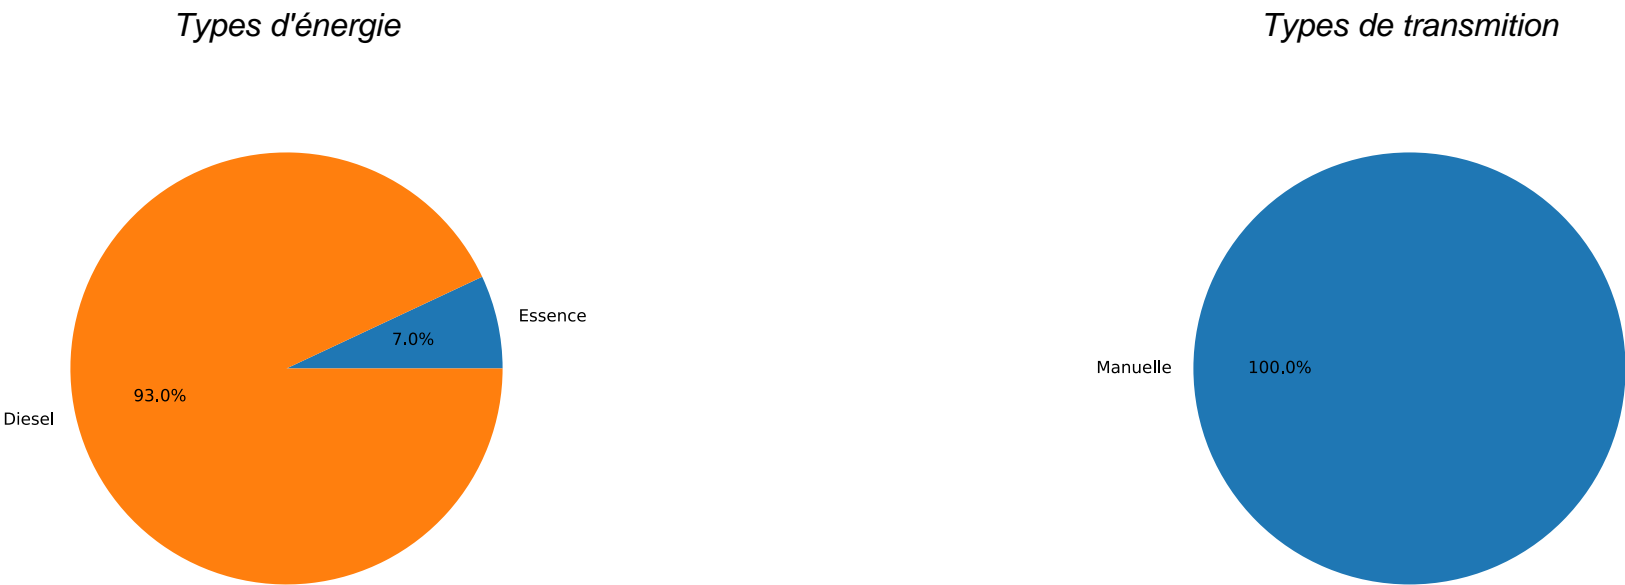 Types d'énergie
Types de transmition
Essence
7.0%
93.0%
Diesel
Manuelle
100.0%